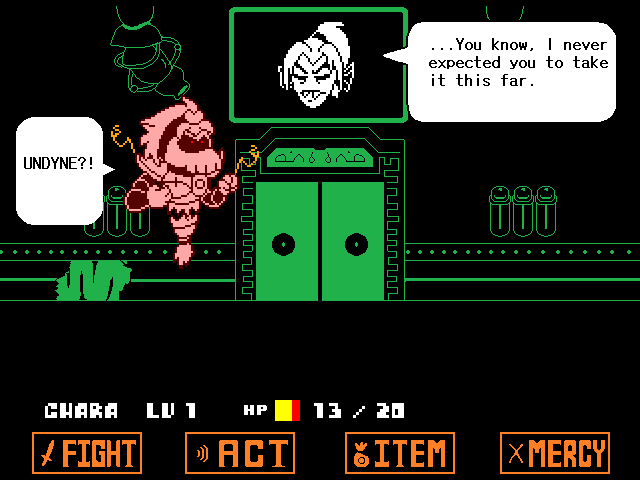 ...You know, I never
expected you to take
it this far.
UNDYNE?!
CHARA LV 1 HP 13 / 20
FIGHT ACT ITEM MERCY